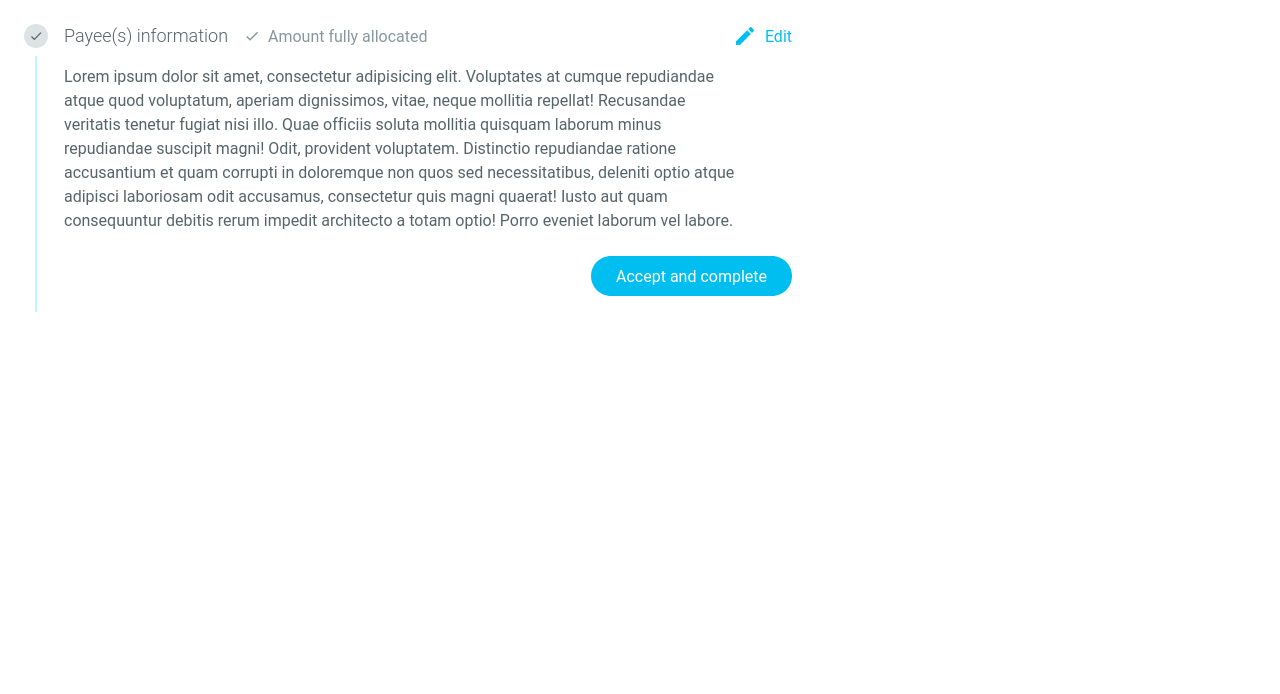 Payee(s) information Amount fully allocated Edit
Lorem ipsum dolor sit amet, consectetur adipisicing elit. Voluptates at cumque repudiandae
atque quod voluptatum, aperiam dignissimos, vitae, neque mollitia repellat! Recusandae
veritatis tenetur fugiat nisi illo. Quae officiis soluta mollitia quisquam laborum minus
repudiandae suscipit magni! Odit, provident voluptatem. Distinctio repudiandae ratione
accusantium et quam corrupti in doloremque non quos sed necessitatibus, deleniti optio atque
adipisci laboriosam odit accusamus, consectetur quis magni quaerat! Iusto aut quam
consequuntur debitis rerum impedit architecto a totam optio! Porro eveniet laborum vel labore.
Accept and complete